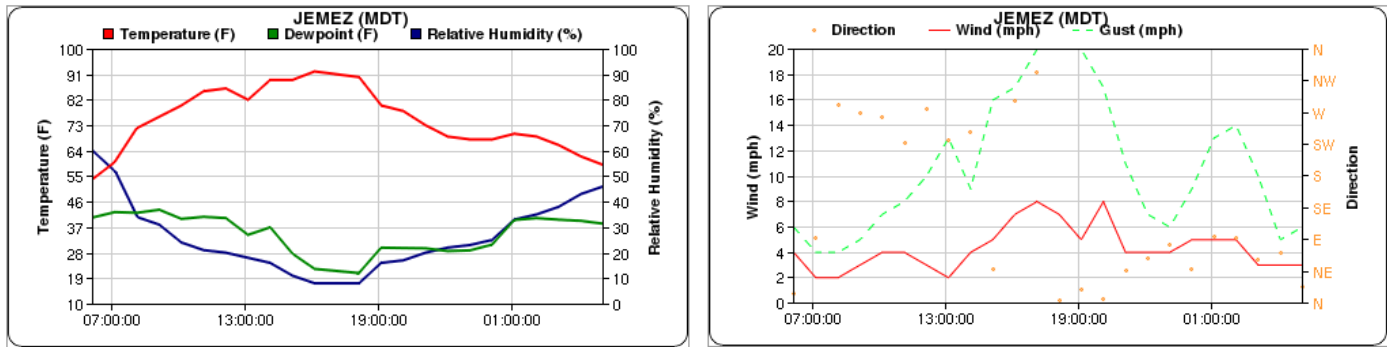 JEMEZ (MDT)
Temperature (F) Dewpoint (F) Relative Humidity (%)
100 100
91 90
82 80
73 70
64 60
55 50
46 40
37 30
28 20
19 10
10 0
Temperature (F)
Relative Humidity (%)
07:00:00 13:00:00 19:00:00 01:00:00
JEMEZ (MDT)
Direction Wind (mph) Gust (mph)
20 N
18 NW
16 W
14 SW
12 S
10 SE
8 E
6 NE
4 N
2
0
Wind (mph)
Direction
07:00:00 13:00:00 19:00:00 01:00:00